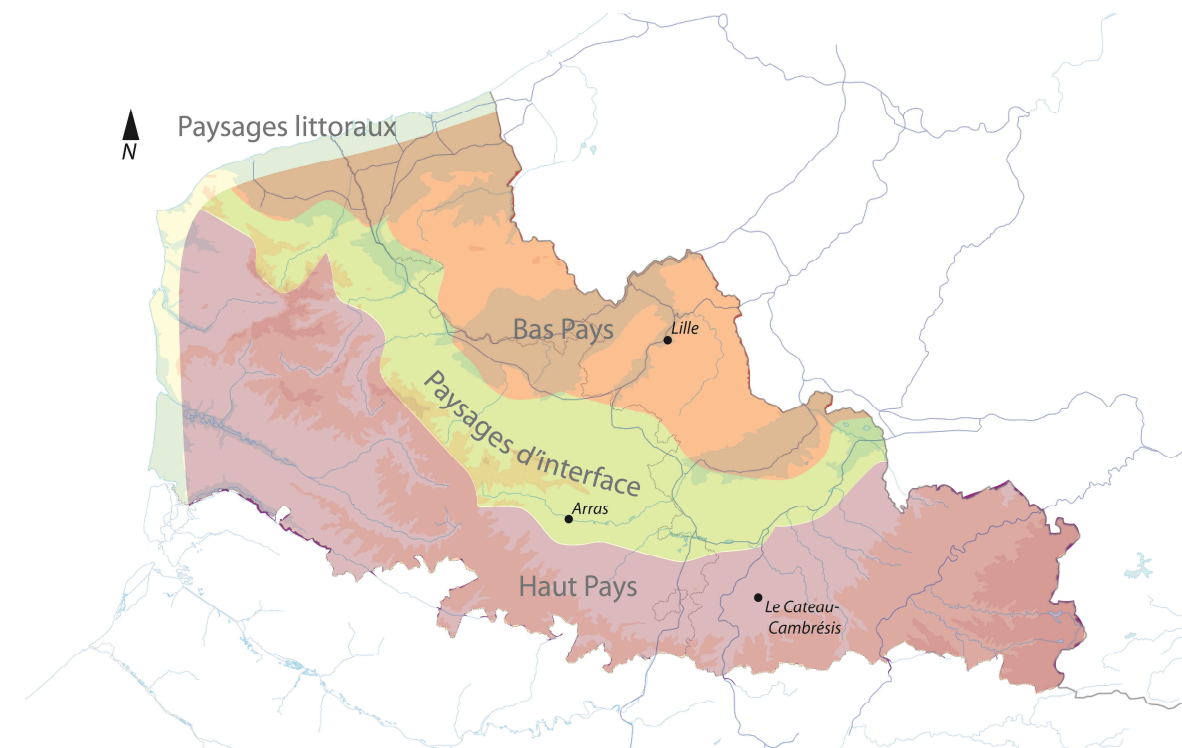 Paysages littoraux
N
Bas Pays
Lille
Paysages d'interface
Arras
Haut Pays
Le Cateau-
Cambrésis